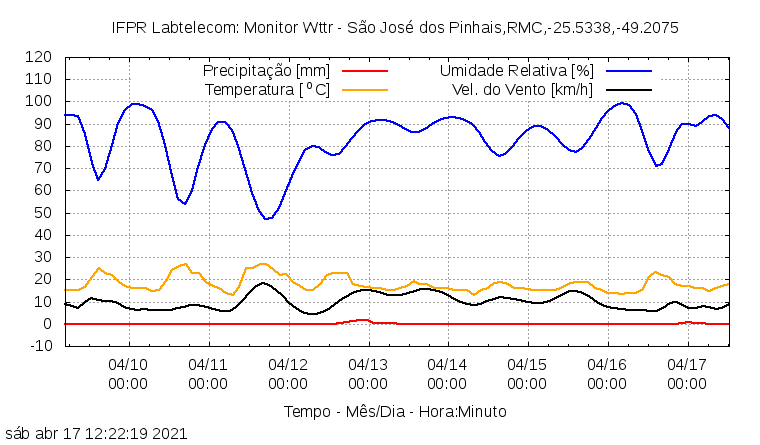 IFPR Labtelecom: Monitor Wttr - São José dos Pinhais,RMC,-25.5338,-49.2075
120
110
100
90
80
70
60
50
40
30
20
10
0
-10
Precipitação [mm]
Temperatura [⁰C]
Umidade Relativa [%]
Vel. do Vento [km/h]
04/10 04/11 04/12 04/13 04/14 04/15 04/16 04/17
00:00 00:00 00:00 00:00 00:00 00:00 00:00 00:00
Tempo - Mês/Dia - Hora:Minuto
sáb abr 17 12:22:19 2021